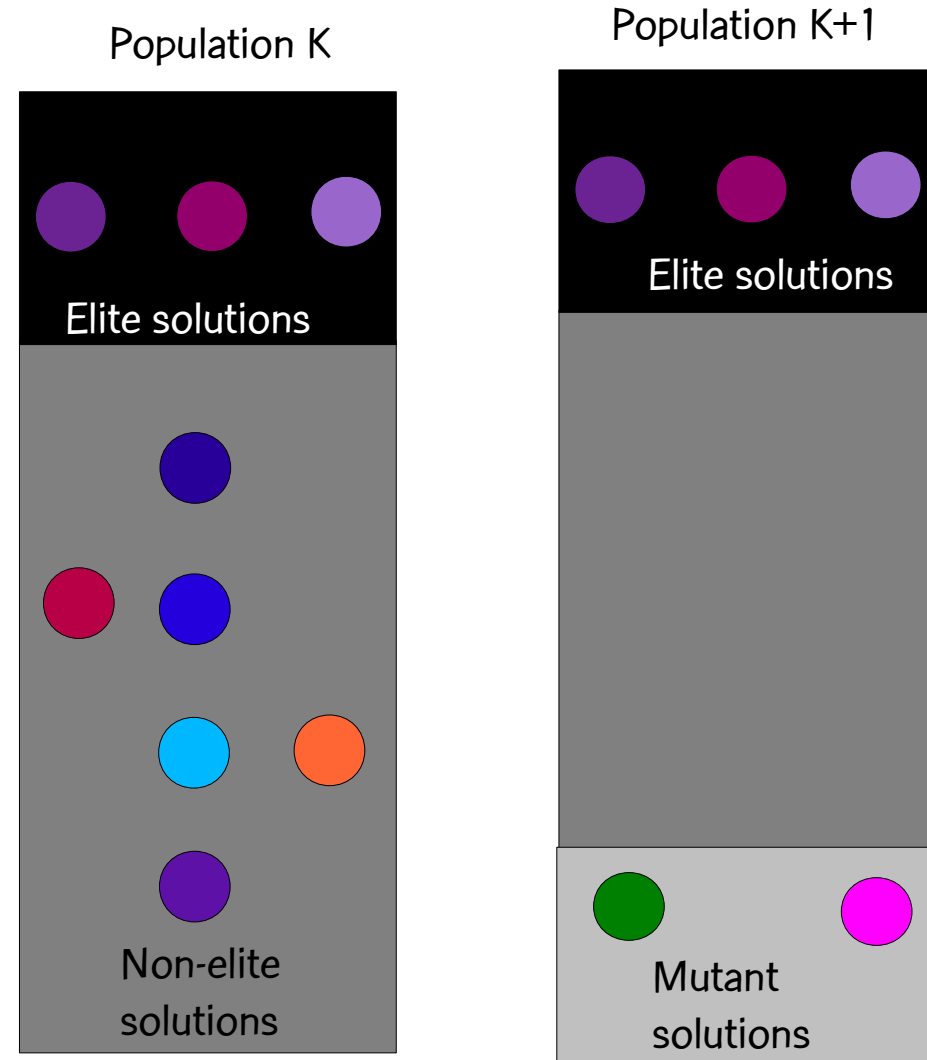 Population K
Population K+1
Elite solutions
Elite solutions
Non-elite
solutions
Mutant
solutions